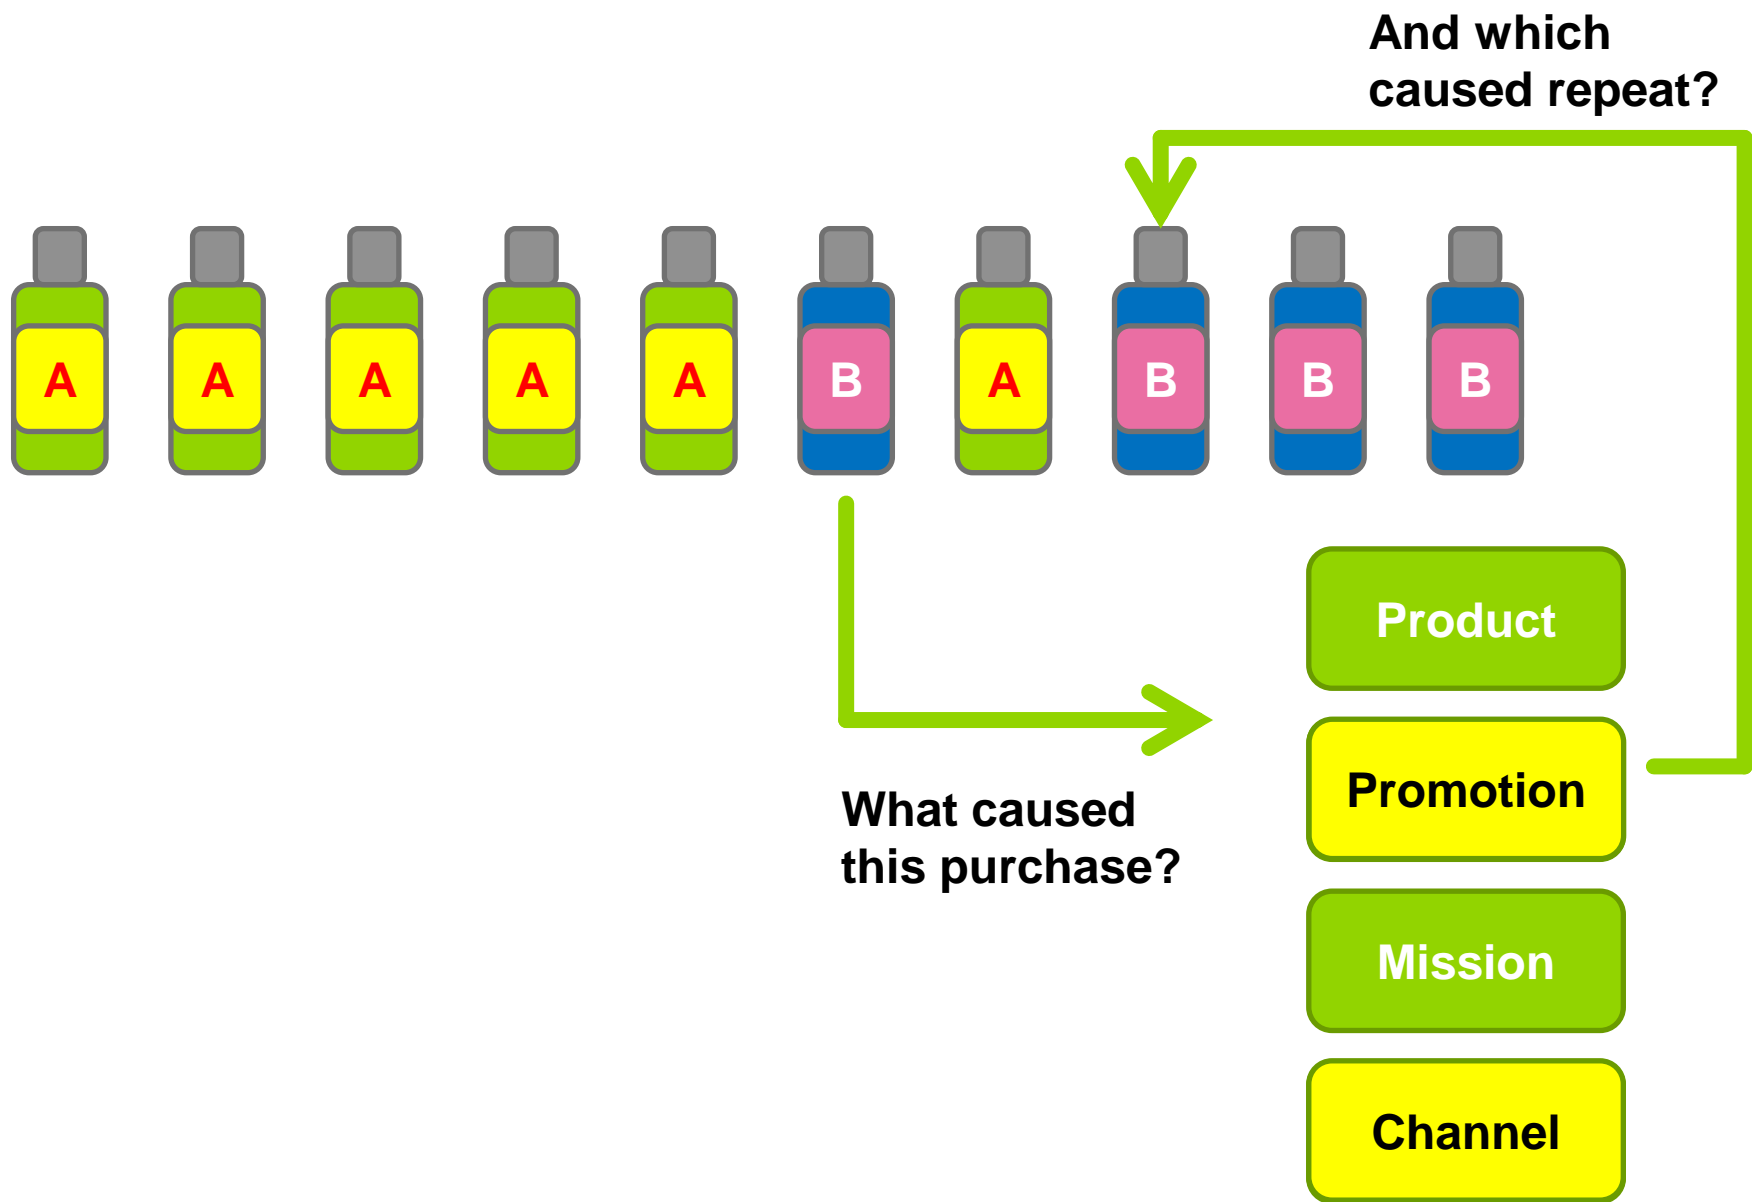 And which
caused repeat?
A A A A A B A B B B
What caused
this purchase?
Product
Promotion
Mission
Channel